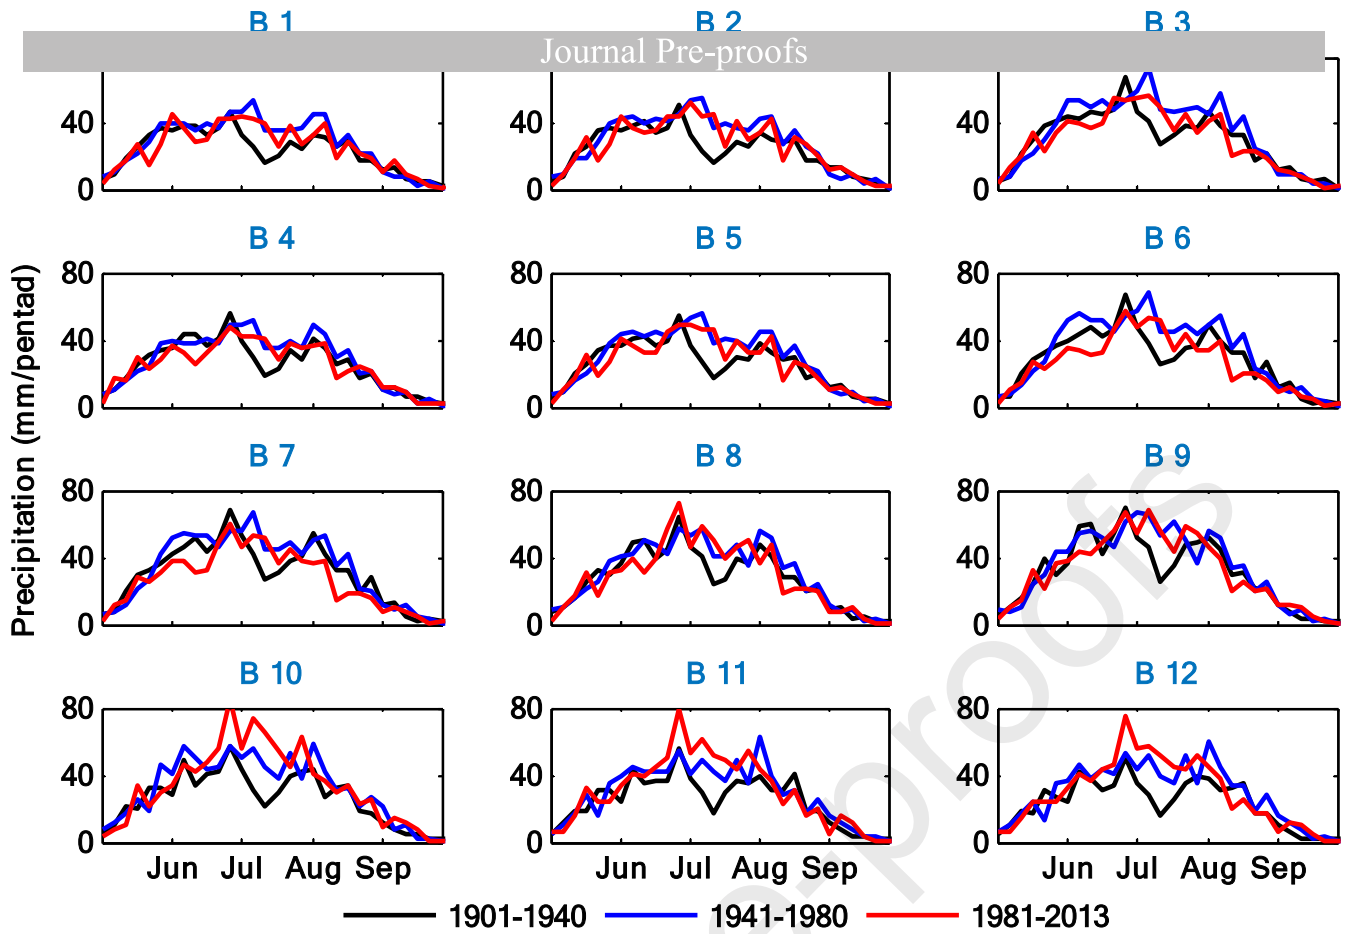 B 1 B 2 B 3
Journal Pre-proofs
40 40 40
0 0 0
B 4 B 5 B 6
80 80 80
40 40 40
0 0 0
B 7 B 8 B 9
80 80 80
40 40 40
0 0 0
B 10 B 11 B 12
80 80 80
40 40 40
0 0 0
Jun Jul Aug Sep Jun Jul Aug Sep Jun Jul Aug Sep
Precipitation (mm/pentad)
1901-1940 1941-1980 1981-2013
e-proofs